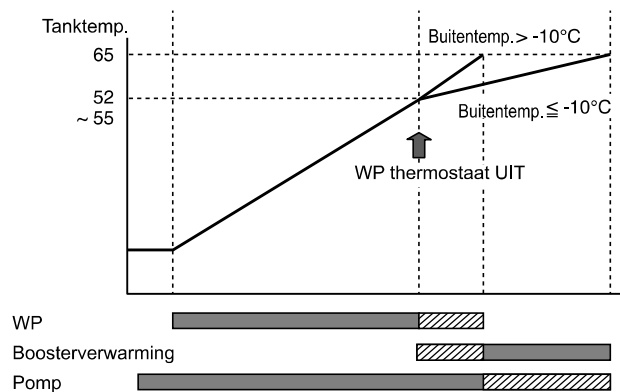 Tanktemp.
65
52
~ 55
Buitentemp. > -10°C
Buitentemp. ≦ -10°C
WP thermostaat UIT
WP
Boosterverwarming
Pomp